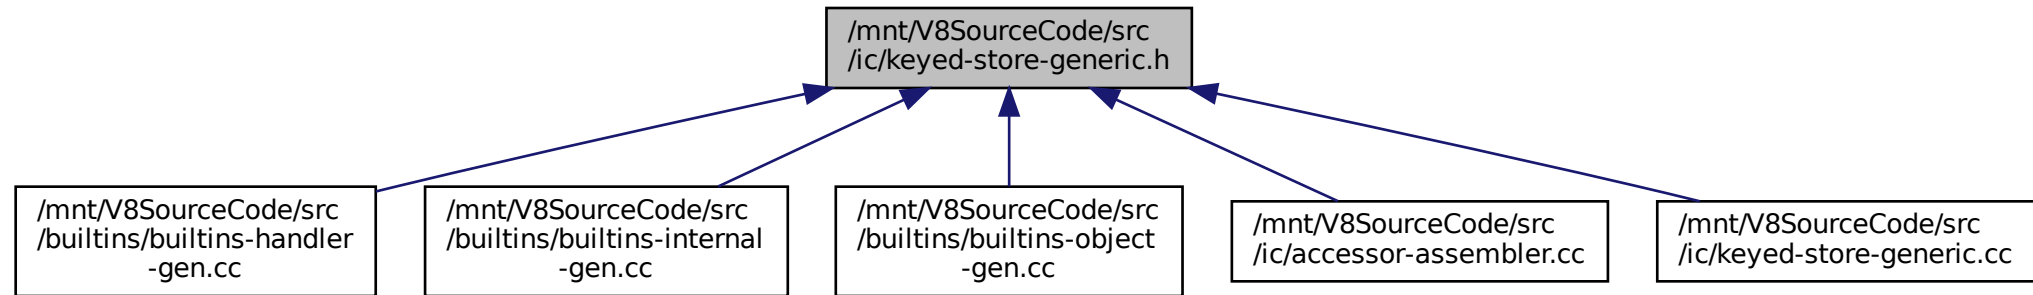 /mnt/V8SourceCode/src
/ic/keyed-store-generic.h
/mnt/V8SourceCode/src
/builtins/builtins-handler
-gen.cc
/mnt/V8SourceCode/src
/builtins/builtins-internal
-gen.cc
/mnt/V8SourceCode/src
/builtins/builtins-object
-gen.cc
/mnt/V8SourceCode/src
/ic/accessor-assembler.cc
/mnt/V8SourceCode/src
/ic/keyed-store-generic.cc